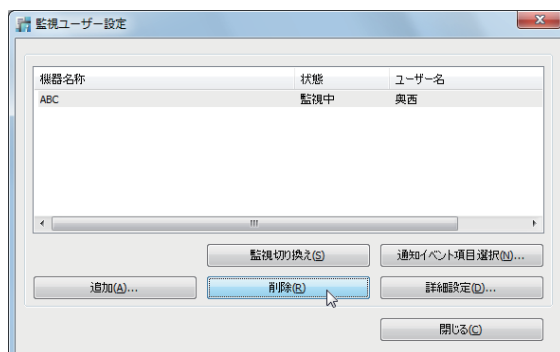 監視ユーザー設定
機器名称 状態 ユーザー名
ABC 監視中 奥西
監視切り換え(S) 通知イベント項目選択(N)...
追加(A)... 削除(R) 詳細設定(D)...
閉じる(C)